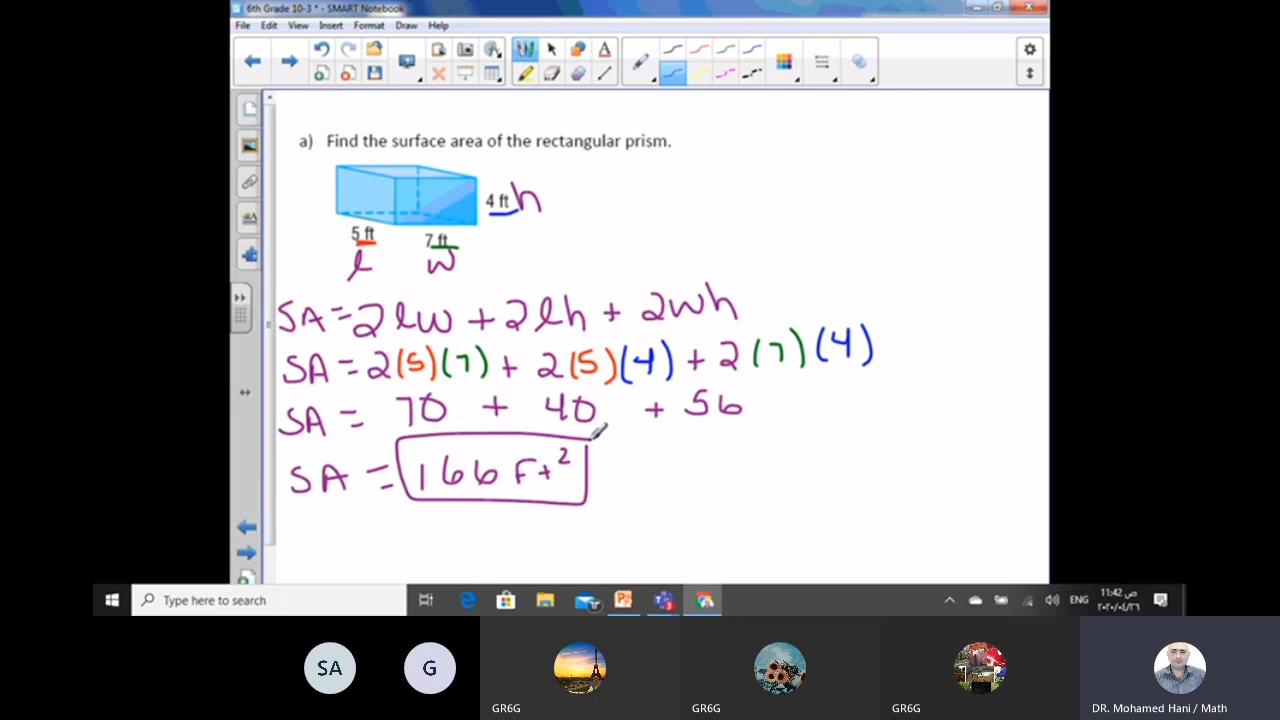 6th Grade 10-3 * - SMART Notebook
File Edit View Insert Format Draw Help
a) Find the surface area of the rectangular prism.
4 ft h
5 ft 7 ft
l w
SA = 2lw + 2lh + 2wh
SA = 2(5)(7) + 2(5)(4) + 2(7)(4)
SA = 70 + 40 + 56
SA = 166 Ft²
Type here to search
ENG
11:42 ص
٢٠٢٠/٠٤/٢٦
SA G
GR6G GR6G GR6G DR. Mohamed Hani / Math